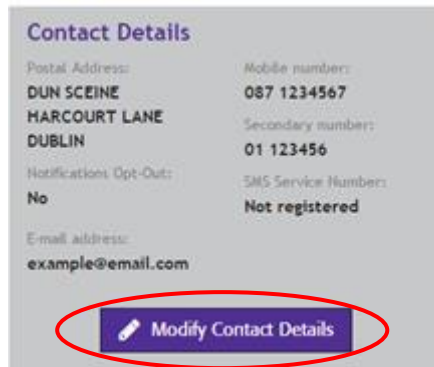 Contact Details
Postal Address:
DUN SCEINE
HARCOURT LANE
DUBLIN
Notifications Opt-Out:
No
E-mail address:
example@email.com
Mobile number:
087 1234567
Secondary number:
01 123456
SMS Service Number:
Not registered
Modify Contact Details